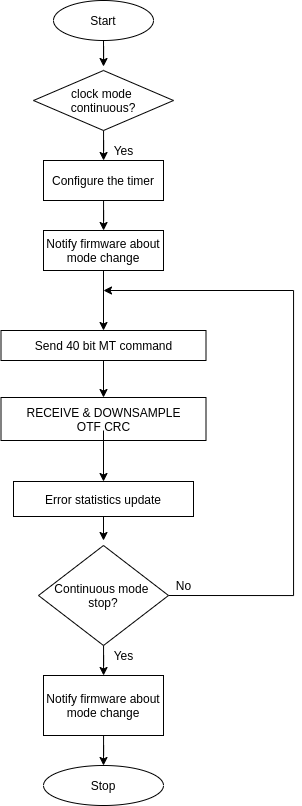 Start
clock mode
continuous?
Yes
Configure the timer
Notify firmware about
mode change
Send 40 bit MT command
RECEIVE & DOWNSAMPLE
OTF CRC
Error statistics update
Continuous mode
stop?
No
Yes
Notify firmware about
mode change
Stop